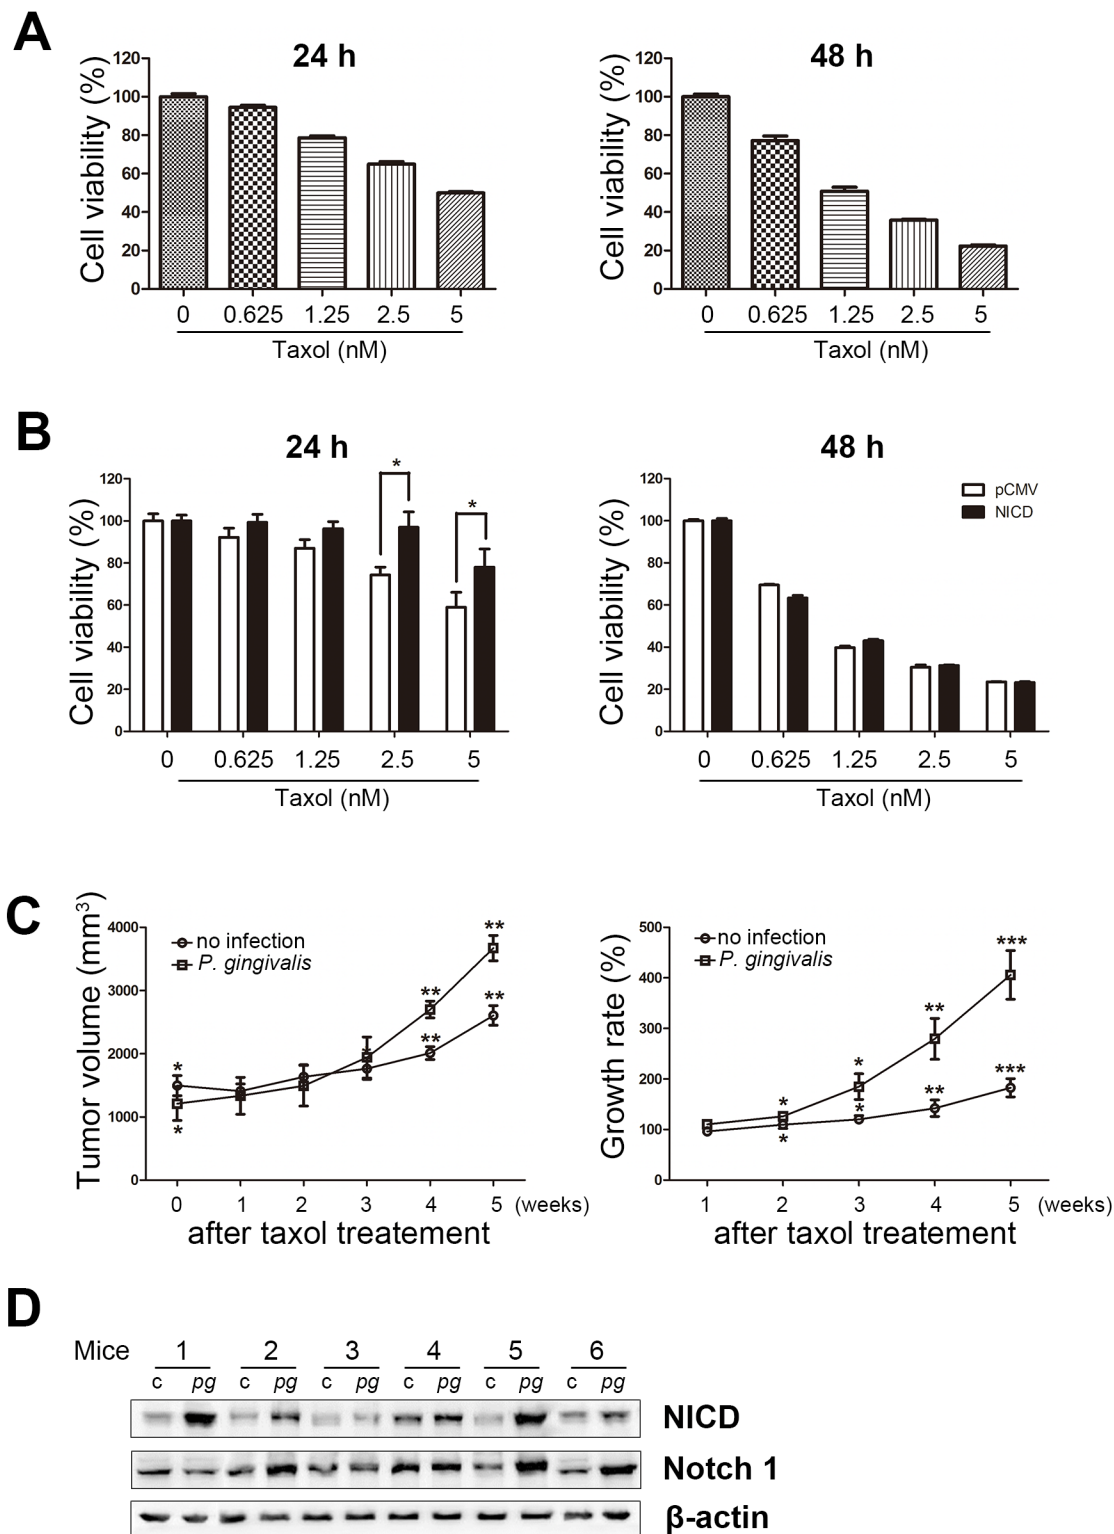 A
24 h
48 h
Cell viability (%)
120
100
80
60
40
20
0
0 0.625 1.25 2.5 5
Taxol (nM)
Cell viability (%)
120
100
80
60
40
20
0
0 0.625 1.25 2.5 5
Taxol (nM)
B
24 h
48 h
Cell viability (%)
120
100
80
60
40
20
0
* *
0 0.625 1.25 2.5 5
Taxol (nM)
Cell viability (%)
120
100
80
60
40
20
0
pCMV
NICD
0 0.625 1.25 2.5 5
Taxol (nM)
C
Tumor volume (mm³)
4000
3000
2000
1000
0
no infection
P. gingivalis
**
**
**
**
*
*
0 1 2 3 4 5 (weeks)
after taxol treatement
Growth rate (%)
500
400
300
200
100
0
no infection
P. gingivalis
***
**
*
***
*
**
*
*
1 2 3 4 5 (weeks)
after taxol treatement
D
Mice 1 2 3 4 5 6
c pg c pg c pg c pg c pg c pg
NICD
Notch 1
β-actin